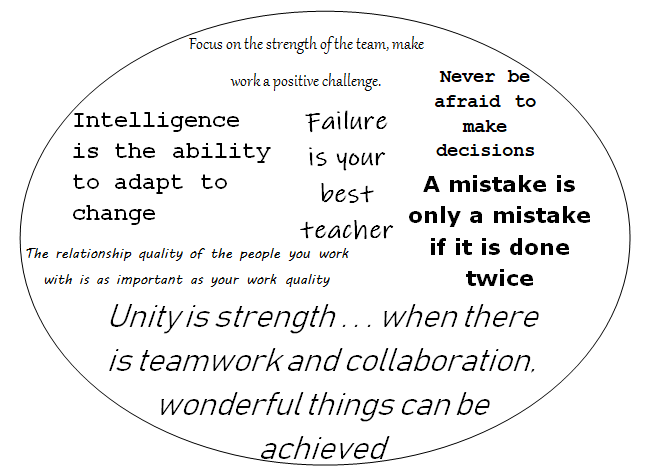 Focus on the strength of the team, make
work a positive challenge.
Never be
afraid to
make
decisions
Intelligence
is the ability
to adapt to
change
Failure
is your
best
teacher
A mistake is
only a mistake
if it is done
twice
The relationship quality of the people you work
with is as important as your work quality
Unity is strength . . . when there
is teamwork and collaboration,
wonderful things can be
achieved